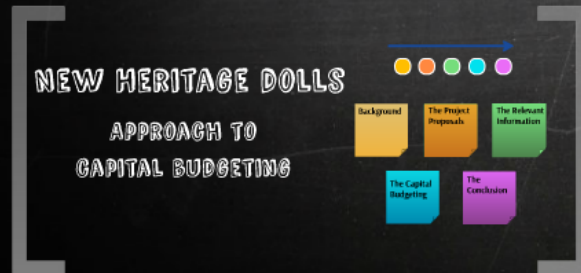 NEW HERITAGE DOLLS
APPROACH TO
CAPITAL BUDGETING
Background
The Project
Proposals
The Relevant
Information
The Capital
Budgeting
The
Conclusion